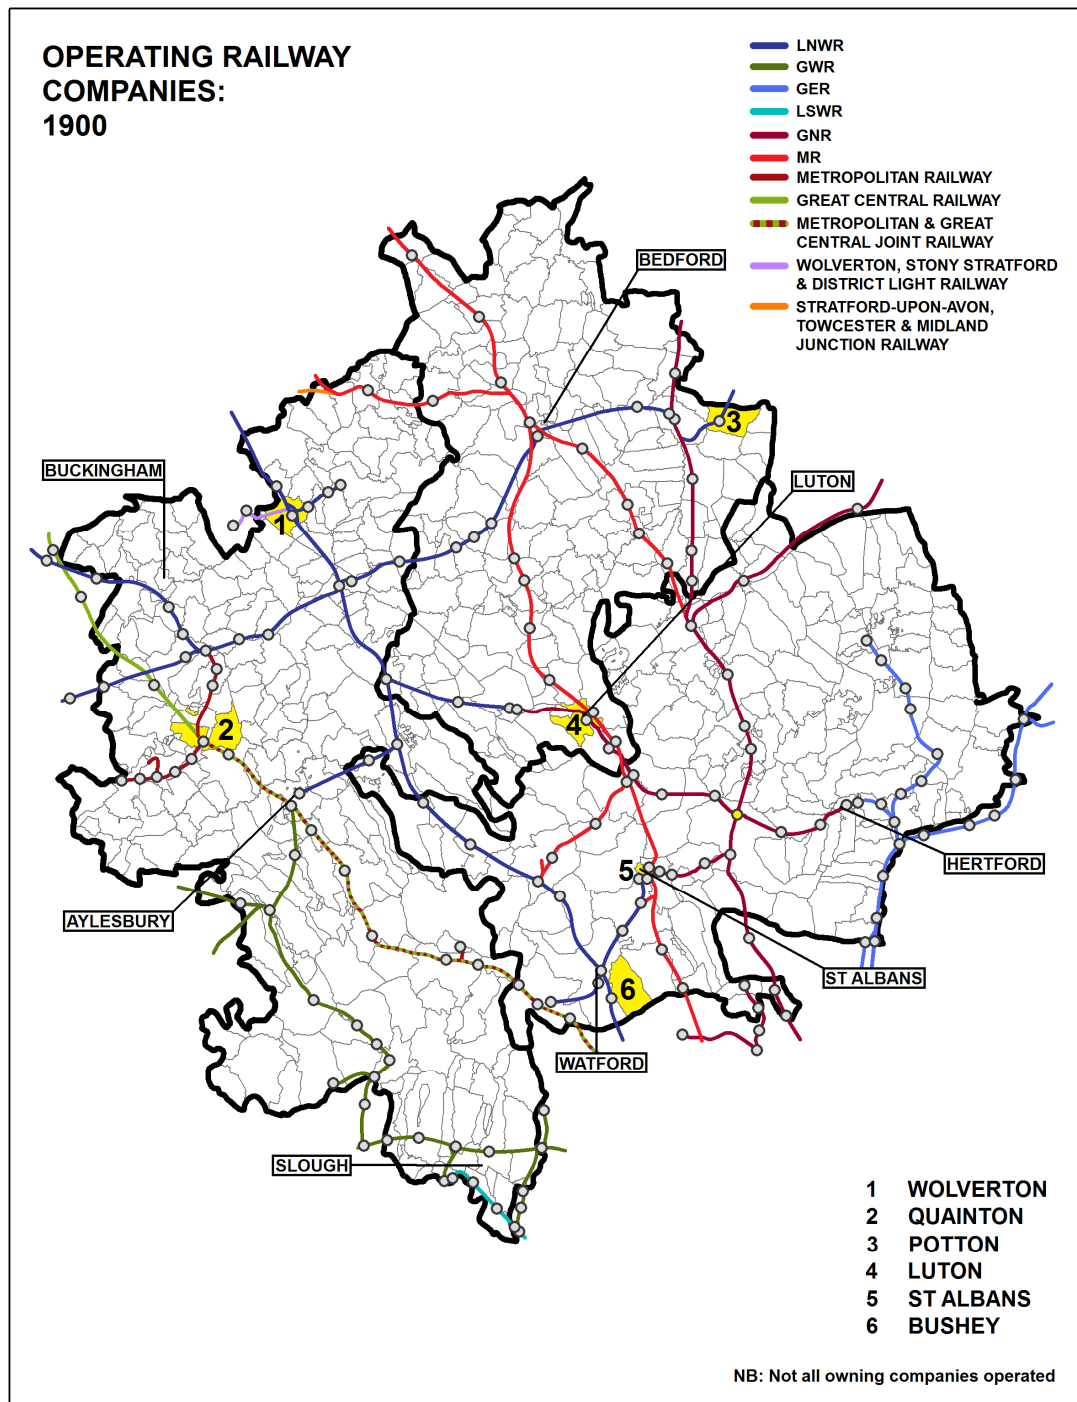 OPERATING RAILWAY
COMPANIES:
1900
LNWR
GWR
GER
LSWR
GNR
MR
METROPOLITAN RAILWAY
GREAT CENTRAL RAILWAY
METROPOLITAN & GREAT
CENTRAL JOINT RAILWAY
WOLVERTON, STONY STRATFORD
& DISTRICT LIGHT RAILWAY
STRATFORD-UPON-AVON,
TOWCESTER & MIDLAND
JUNCTION RAILWAY
BEDFORD
3
BUCKINGHAM
LUTON
1
2
4
HERTFORD
5
AYLESBURY
ST ALBANS
6
WATFORD
SLOUGH
1 WOLVERTON
2 QUAINTON
3 POTTON
4 LUTON
5 ST ALBANS
6 BUSHEY
NB: Not all owning companies operated